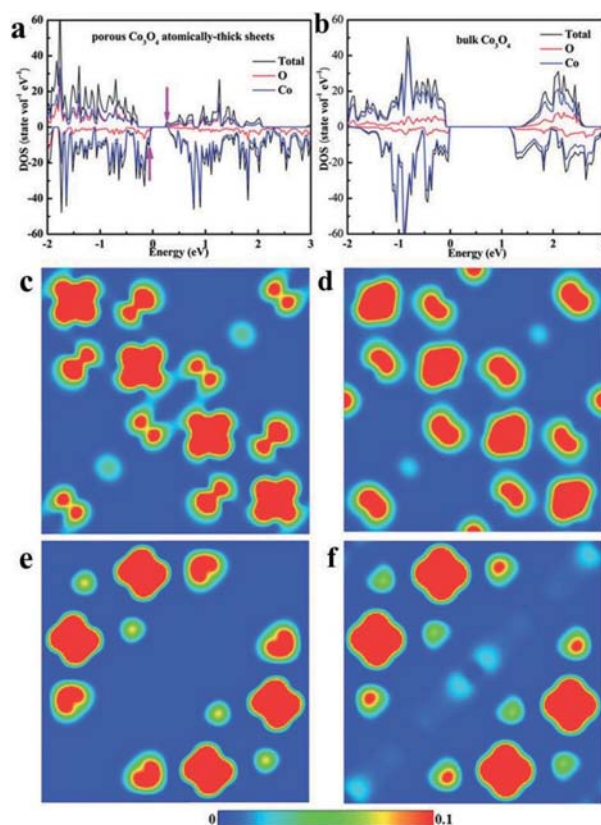 a
porous Co₃O₄ atomically-thick sheets
Total
O
Co
DOS (state vol⁻¹ eV⁻¹)
60
40
20
0
-20
-40
60
-2 -1 0 1 2 3
Energy (eV)
b
bulk Co₃O₄
Total
O
Co
DOS (state vol⁻¹ eV⁻¹)
60
40
20
0
20
40
60
-2 -1 0 1 2
Energy (eV)
c
d
e
f
0 0.1